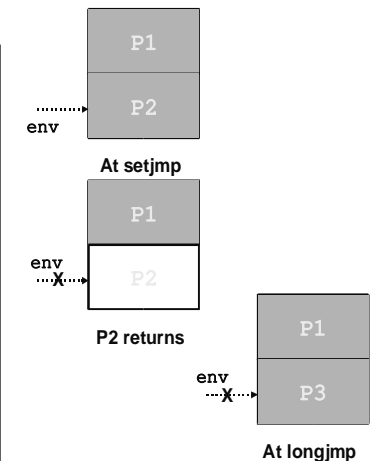 P1
P2
env
At setjmp
P1
env
X
P2
P2 returns
P1
env
X
P3
At longjmp